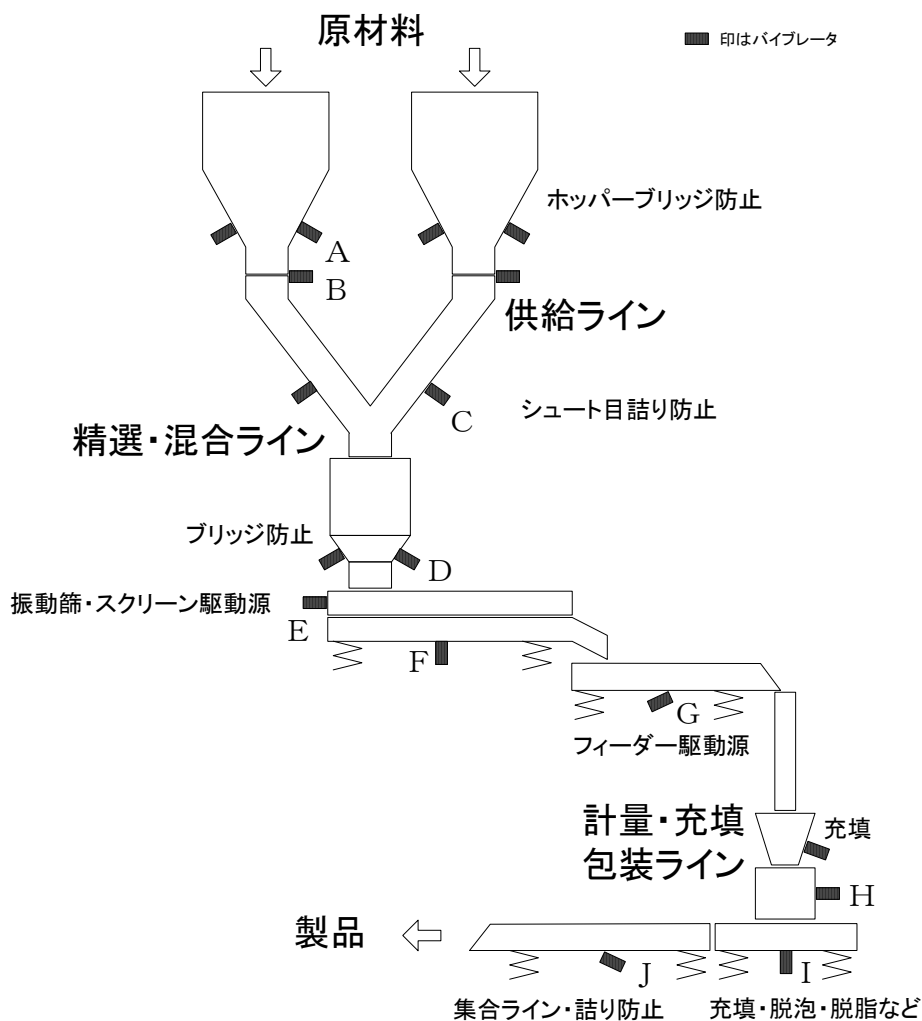 原材料
印はバイブレータ
ホッパーブリッジ防止
A
B
供給ライン
C
シュート目詰り防止
精選・混合ライン
ブリッジ防止
D
振動篩・スクリーン駆動源
E
F
G
フィーダー駆動源
計量・充填
包装ライン
充填
H
製品
I
J
集合ライン・詰り防止
充填・脱泡・脱脂など